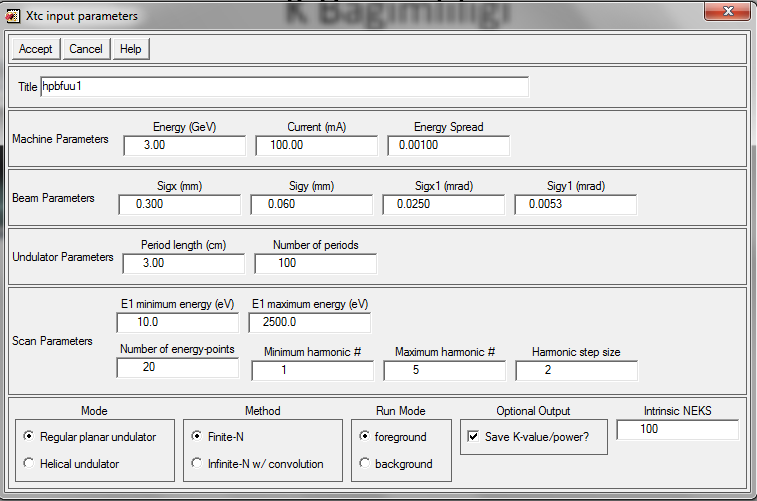 K Bagimliligi
Xtc input parameters
Accept Cancel Help
Title hpbfuu1
Energy (GeV) Current (mA) Energy Spread
Machine Parameters 3.00 100.00 0.00100
Sigx (mm) Sigy (mm) Sigx1 (mrad) Sigy1 (mrad)
Beam Parameters 0.300 0.060 0.0250 0.0053
Period length (cm) Number of periods
Undulator Parameters 3.00 100
E1 minimum energy (eV) E1 maximum energy (eV)
10.0 2500.0
Scan Parameters
Number of energy-points Minimum harmonic # Maximum harmonic # Harmonic step size
20 1 5 2
Mode Method Run Mode Optional Output Intrinsic NEKS
Regular planar undulator Finite-N foreground Save K-value/power? 100
Helical undulator Infinite-N w/ convolution background